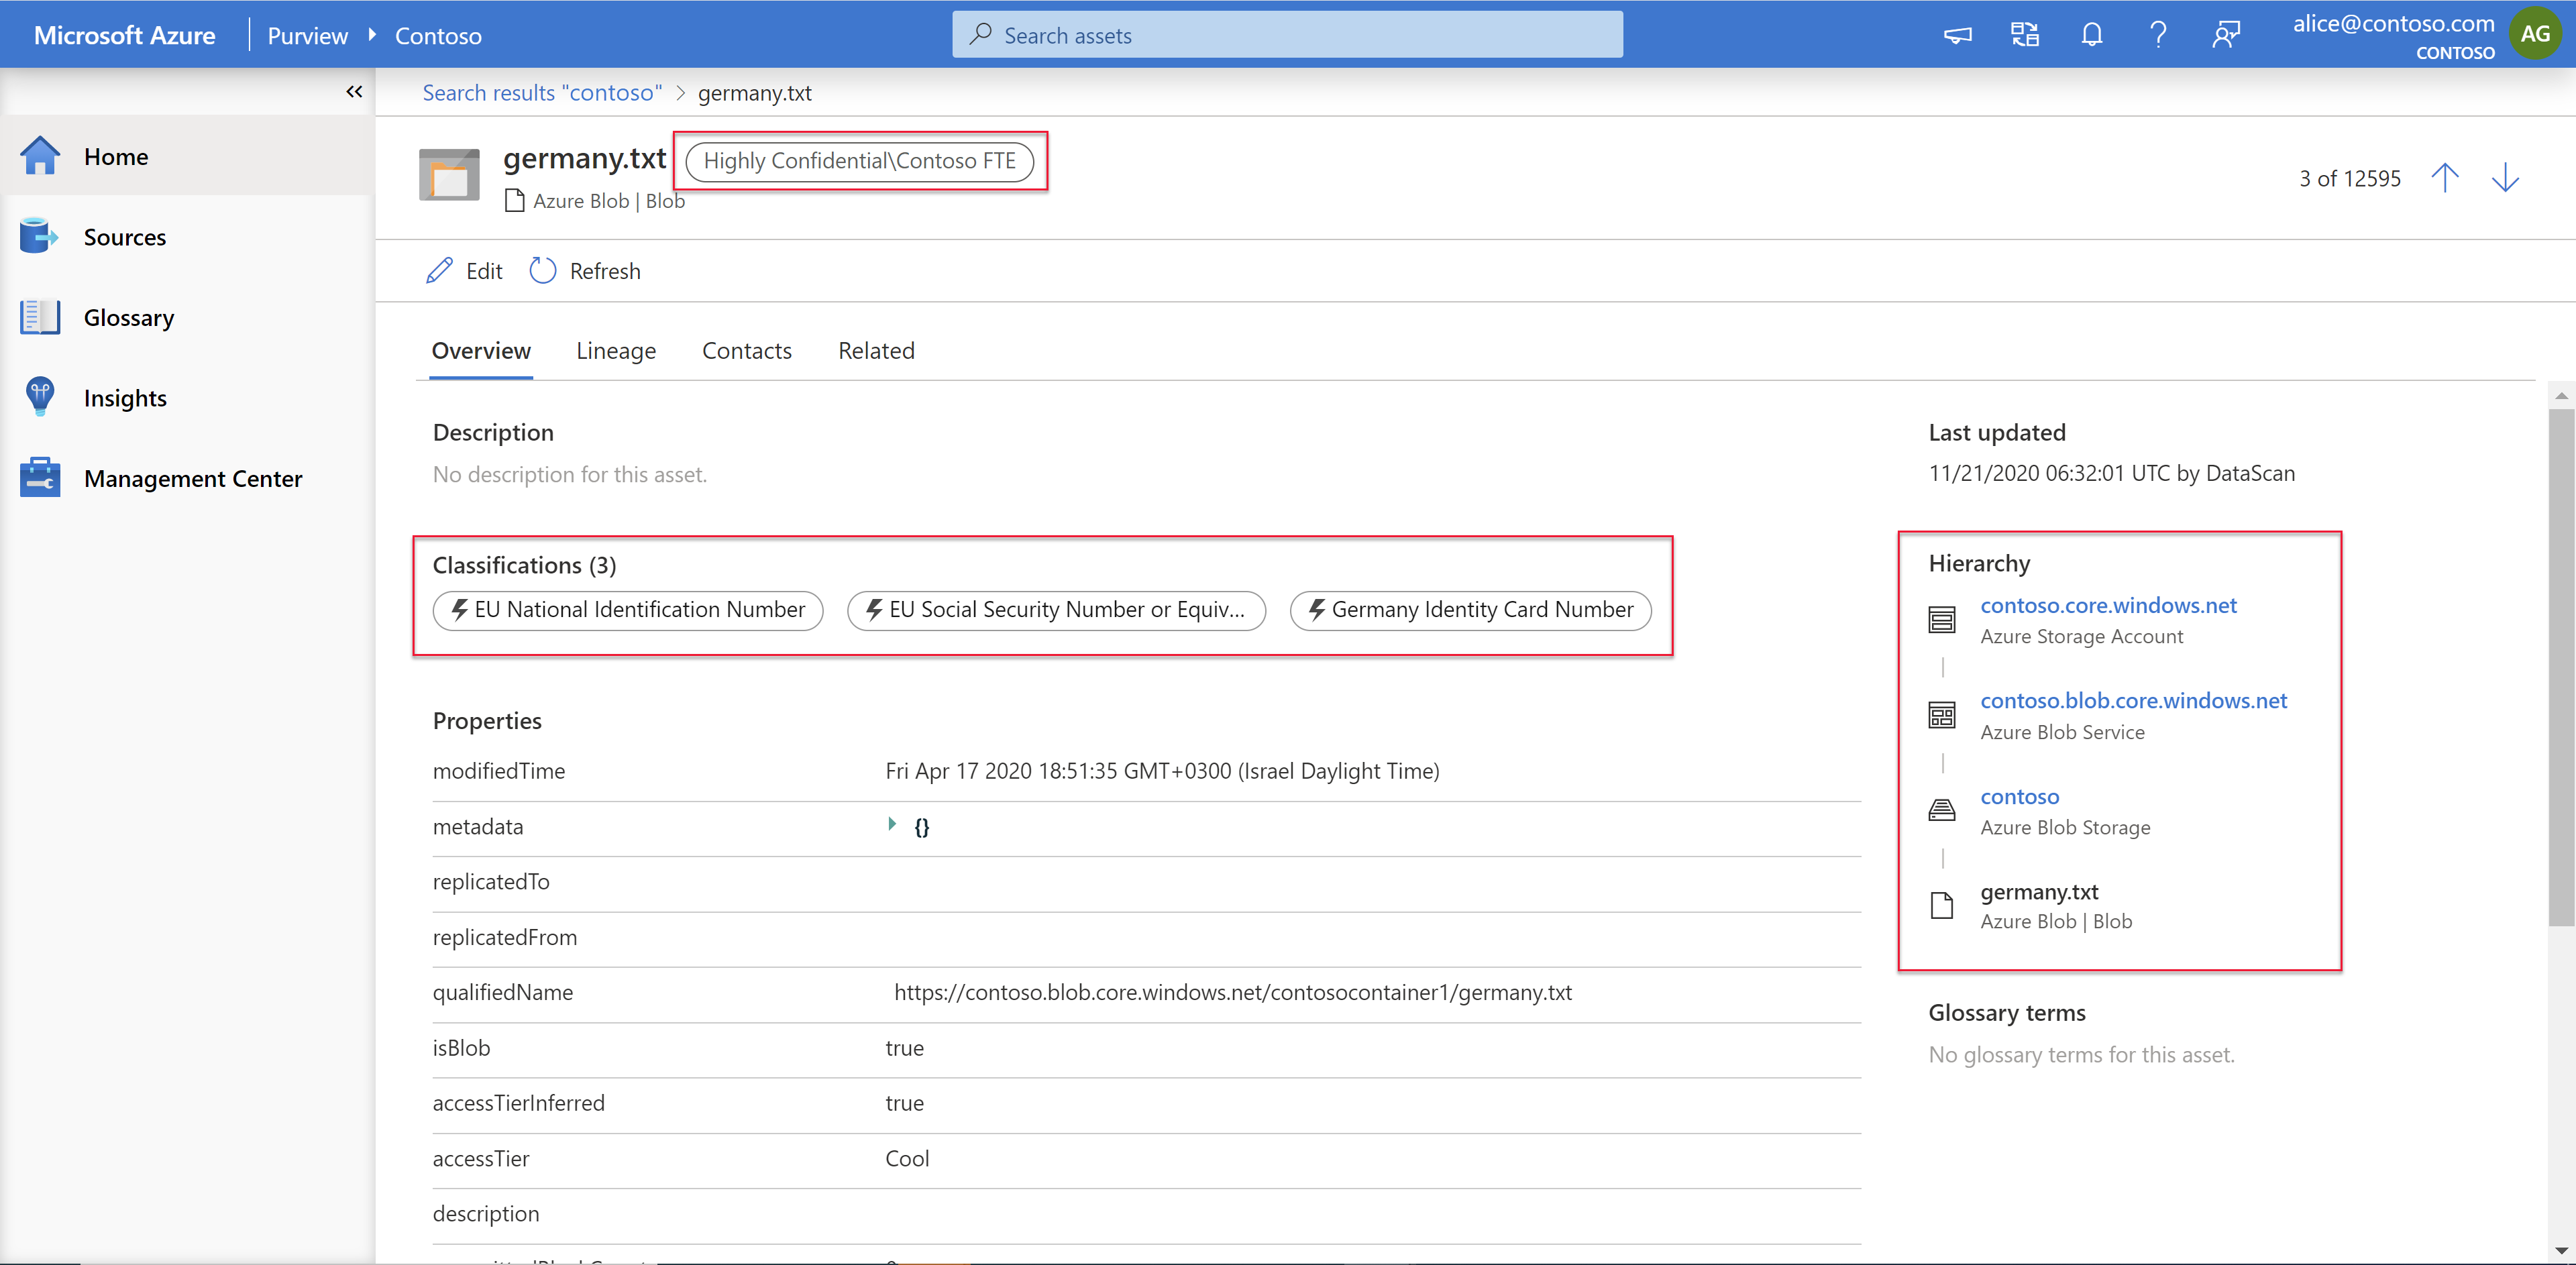 Microsoft Azure Purview Contoso
Search assets
alice@contoso.com
CONTOSO
AG
Search results "contoso" > germany.txt
Home
Sources
Glossary
Insights
Management Center
germany.txt Highly Confidential\Contoso FTE
Azure Blob | Blob
3 of 12595
Edit Refresh
Overview Lineage Contacts Related
Description
No description for this asset.
Classifications (3)
EU National Identification Number EU Social Security Number or Equiv... Germany Identity Card Number
Properties
modifiedTime Fri Apr 17 2020 18:51:35 GMT+0300 (Israel Daylight Time)
metadata {}
replicatedTo
replicatedFrom
qualifiedName https://contoso.blob.core.windows.net/contosocontainer1/germany.txt
isBlob true
accessTierInferred true
accessTier Cool
description
Last updated
11/21/2020 06:32:01 UTC by DataScan
Hierarchy
contoso.core.windows.net
Azure Storage Account
contoso.blob.core.windows.net
Azure Blob Service
contoso
Azure Blob Storage
germany.txt
Azure Blob | Blob
Glossary terms
No glossary terms for this asset.